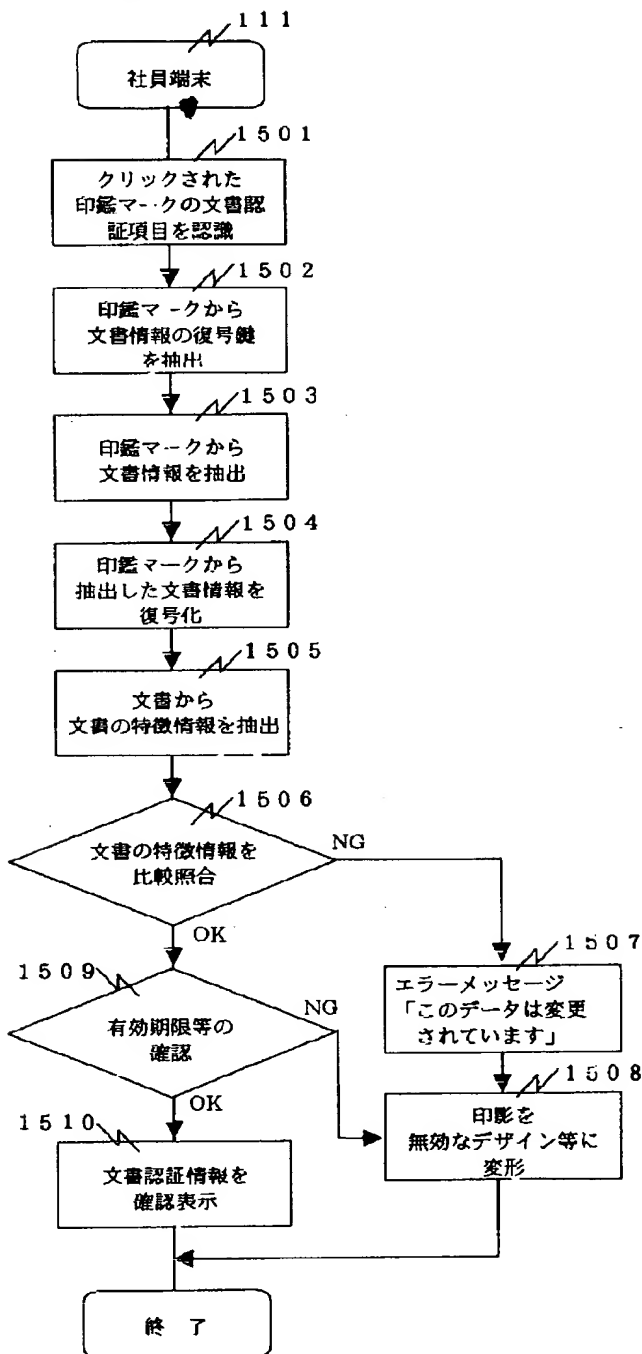 111
社員端末
1501
クリックされた
印鑑マークの文書認
証項目を認識
1502
印鑑マークから
文書情報の復号鍵
を抽出
1503
印鑑マークから
文書情報を抽出
1504
印鑑マークから
抽出した文書情報を
復号化
1505
文書から
文書の特徴情報を抽出
1506
文書の特徴情報を
比較照合
NG
OK
1507
エラーメッセージ
「このデータは変更
されています」
1509
有効期限等の
確認
NG
OK
1508
印影を
無効なデザイン等に
変形
1510
文書認証情報を
確認表示
終了